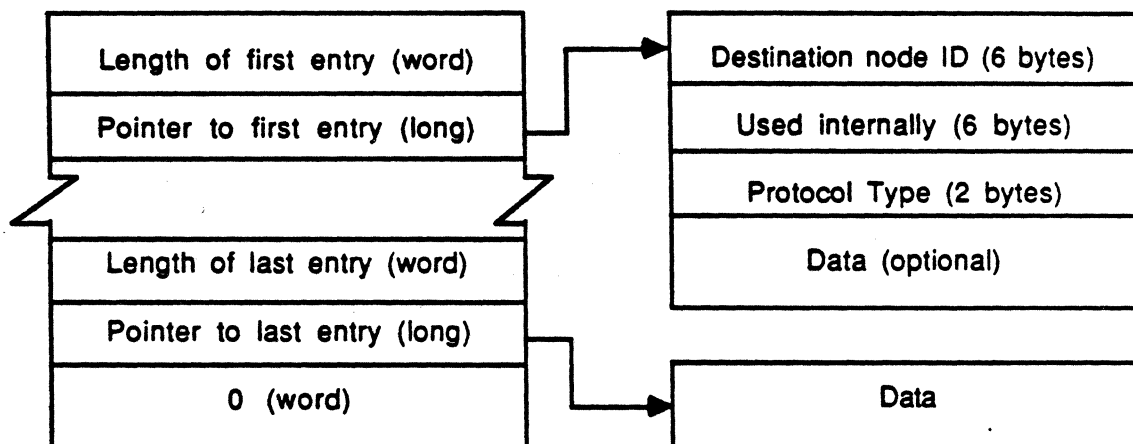 Length of first entry (word)
Pointer to first entry (long)
Length of last entry (word)
Pointer to last entry (long)
0 (word)
Destination node ID (6 bytes)
Used internally (6 bytes)
Protocol Type (2 bytes)
Data (optional)
Data